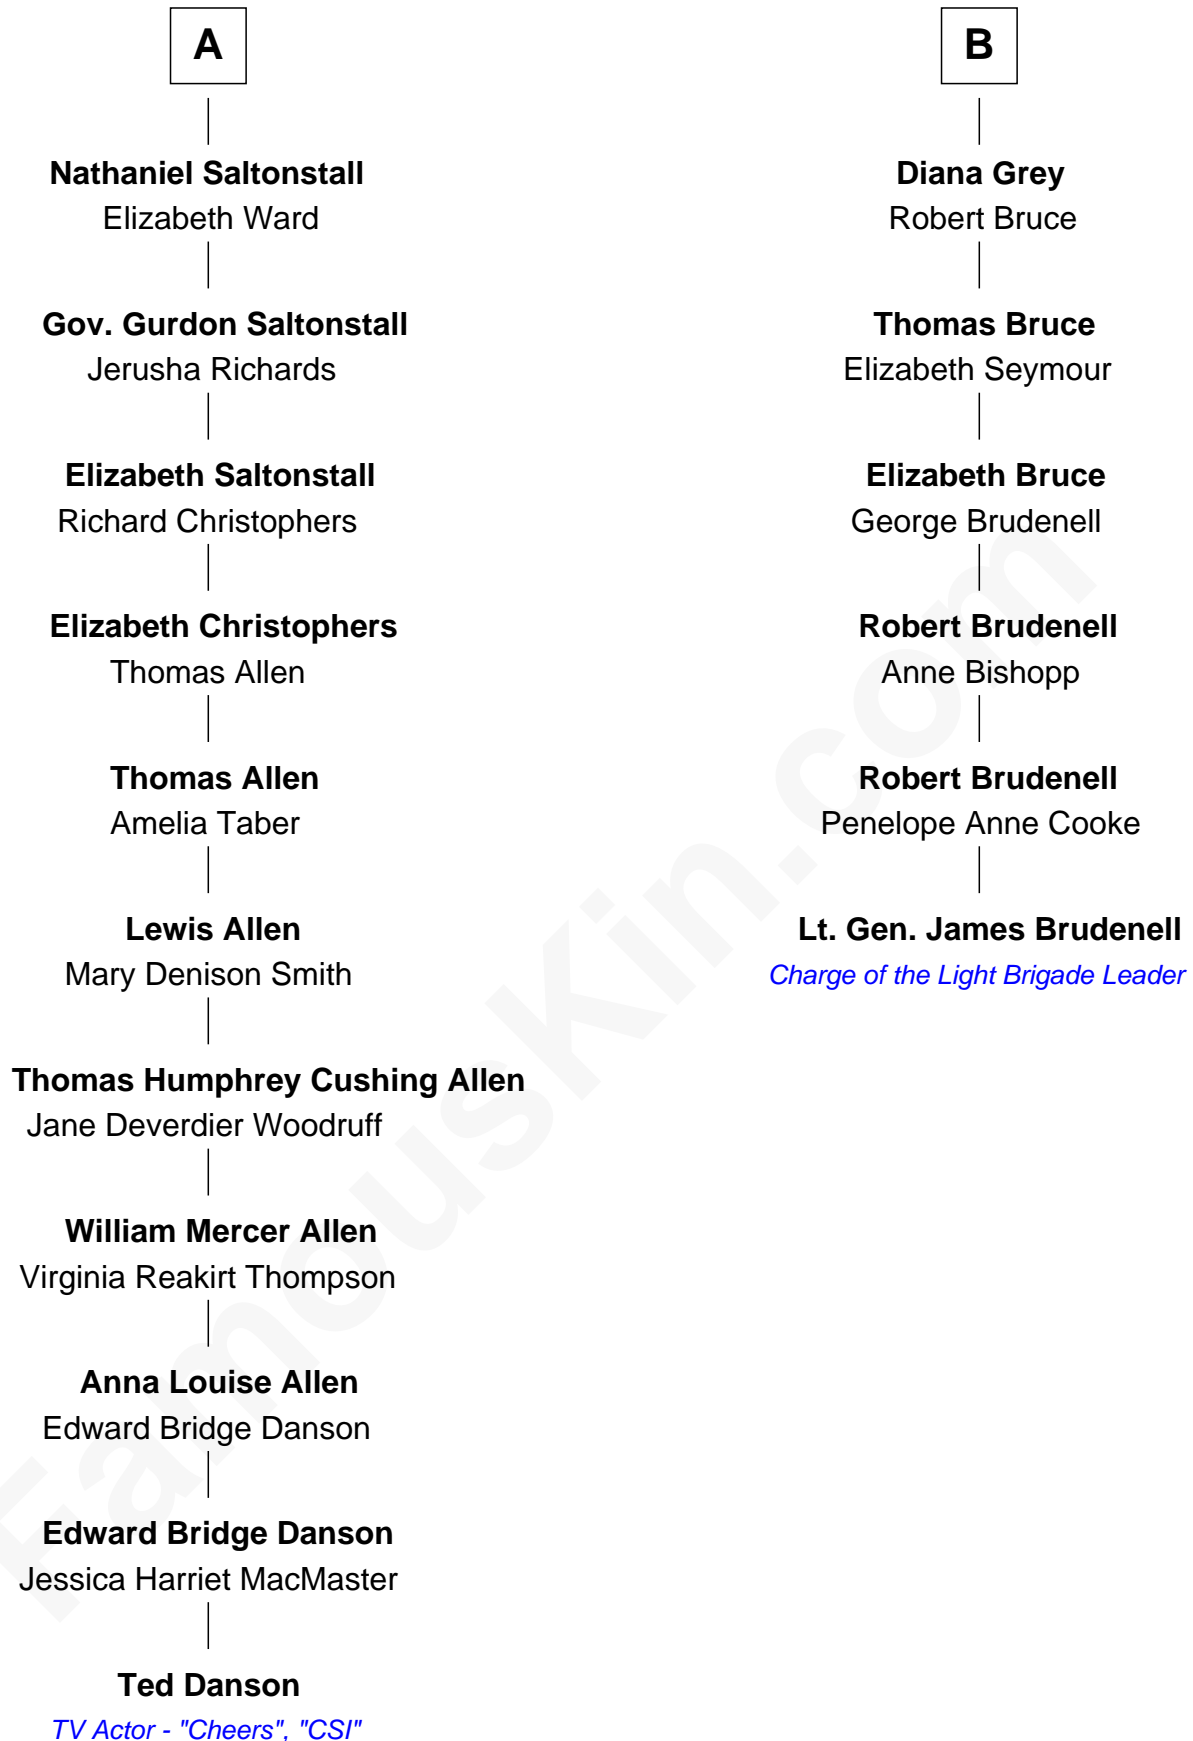 A
Nathaniel Saltonstall
Elizabeth Ward
Gov. Gurdon Saltonstall
Jerusha Richards
Elizabeth Saltonstall
Richard Christophers
Elizabeth Christophers
Thomas Allen
Thomas Allen
Amelia Taber
Lewis Allen
Mary Denison Smith
Thomas Humphrey Cushing Allen
Jane Deverdier Woodruff
William Mercer Allen
Virginia Reakirt Thompson
Anna Louise Allen
Edward Bridge Danson
Edward Bridge Danson
Jessica Harriet MacMaster
Ted Danson
TV Actor - "Cheers", "CSI"
B
Diana Grey
Robert Bruce
Thomas Bruce
Elizabeth Seymour
Elizabeth Bruce
George Brudenell
Robert Brudenell
Anne Bishopp
Robert Brudenell
Penelope Anne Cooke
Lt. Gen. James Brudenell
Charge of the Light Brigade Leader
FamousKin.com